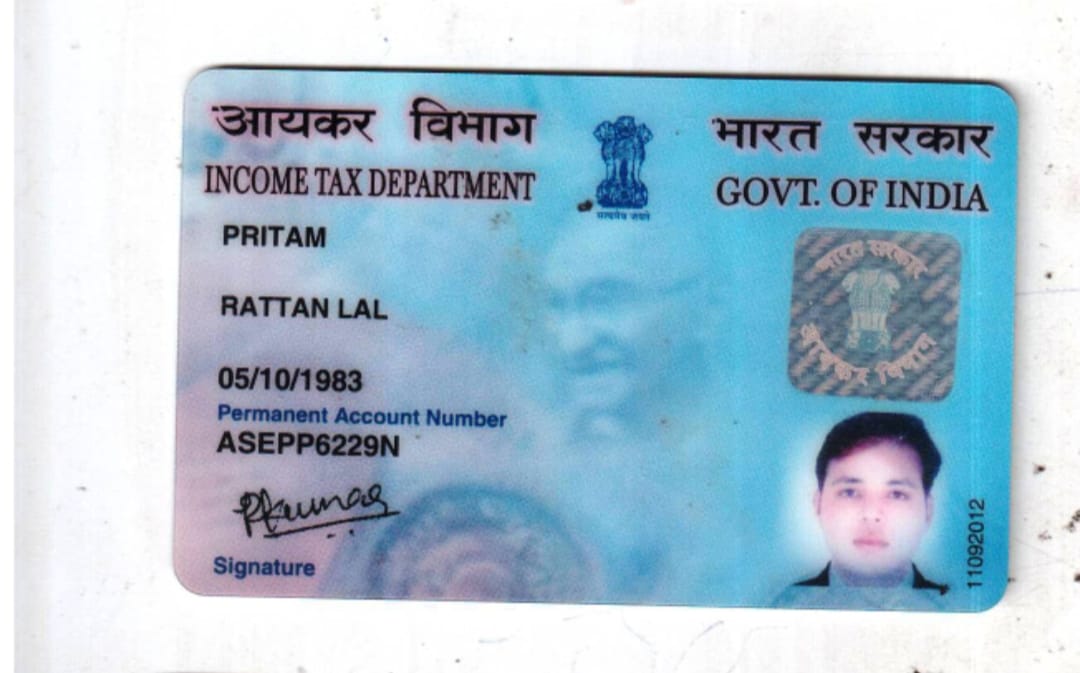 आयकर विभाग
INCOME TAX DEPARTMENT
सत्यमेव जयते
भारत सरकार
GOVT. OF INDIA
PRITAM
RATTAN LAL
05/10/1983
Permanent Account Number
ASEPP6229N
Signature
भारत सरकार
आयकर विभाग
11092012